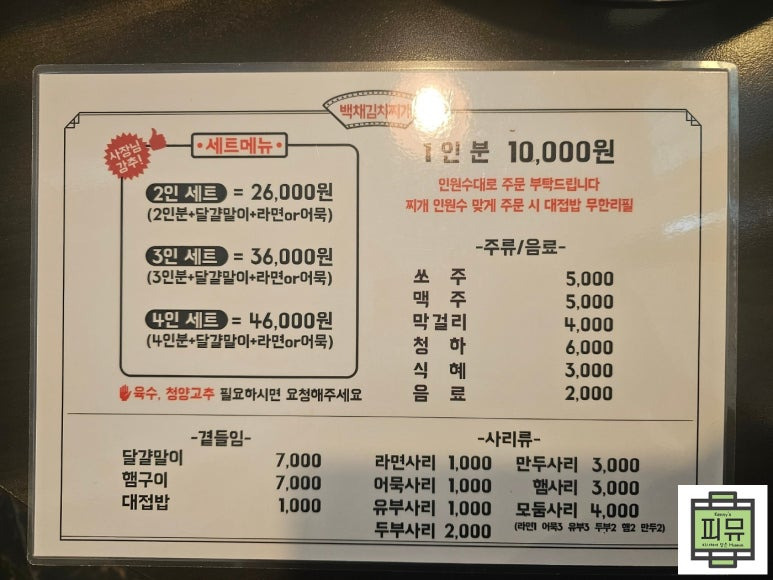 백채김치찌개
사장님
강추!
세트메뉴
2인 세트 = 26,000원
(2인분+달걀말이+라면or어묵)
3인 세트 = 36,000원
(3인분+달걀말이+라면or어묵)
4인 세트 = 46,000원
(4인분+달걀말이+라면or어묵)
육수, 청양고추 필요하시면 요청해주세요
1인분 10,000원
인원수대로 주문 부탁드립니다
찌개 인원수 맞게 주문 시 대접밥 무한리필
-주류/음료-
쏘 주 5,000
맥 주 5,000
막걸리 4,000
청 하 6,000
식 혜 3,000
음 료 2,000
-곁들임-
달걀말이 7,000
햄구이 7,000
대접밥 1,000
-사리류-
라면사리 1,000 만두사리 3,000
어묵사리 1,000 햄사리 3,000
유부사리 1,000 모둠사리 4,000
두부사리 2,000 (라면1 어묵3 유부3 두부2 햄2 만두2)
피뮤